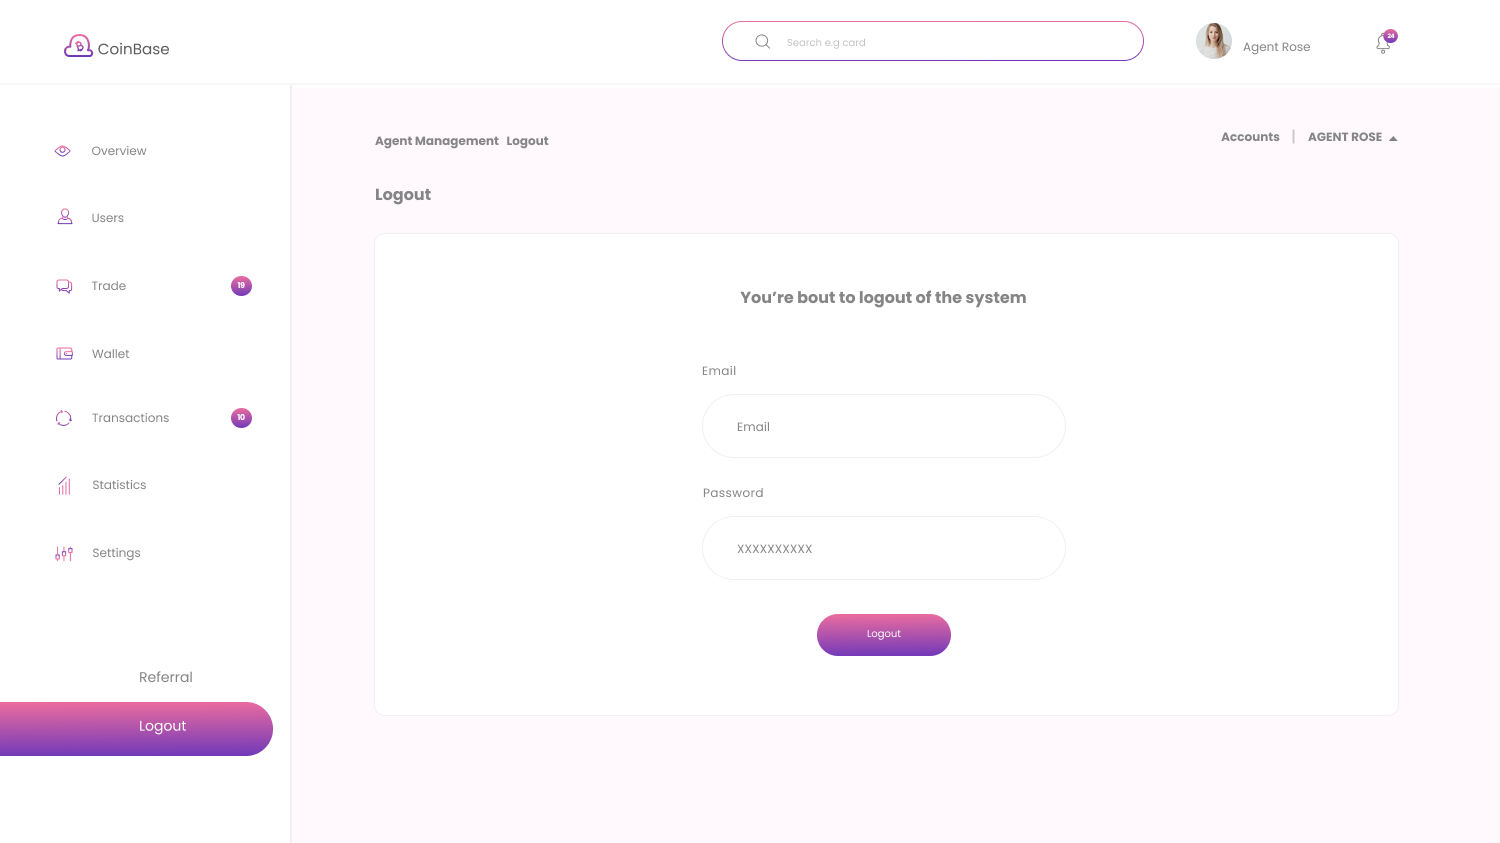 CoinBase
Search e.g card
Agent Rose
24
Agent Management Logout
Accounts | AGENT ROSE
Overview
Users
Trade 19
Wallet
Transactions 10
Statistics
Settings
Referral
Logout
Logout
You’re bout to logout of the system
Email
Email
Password
XXXXXXXXXX
Logout